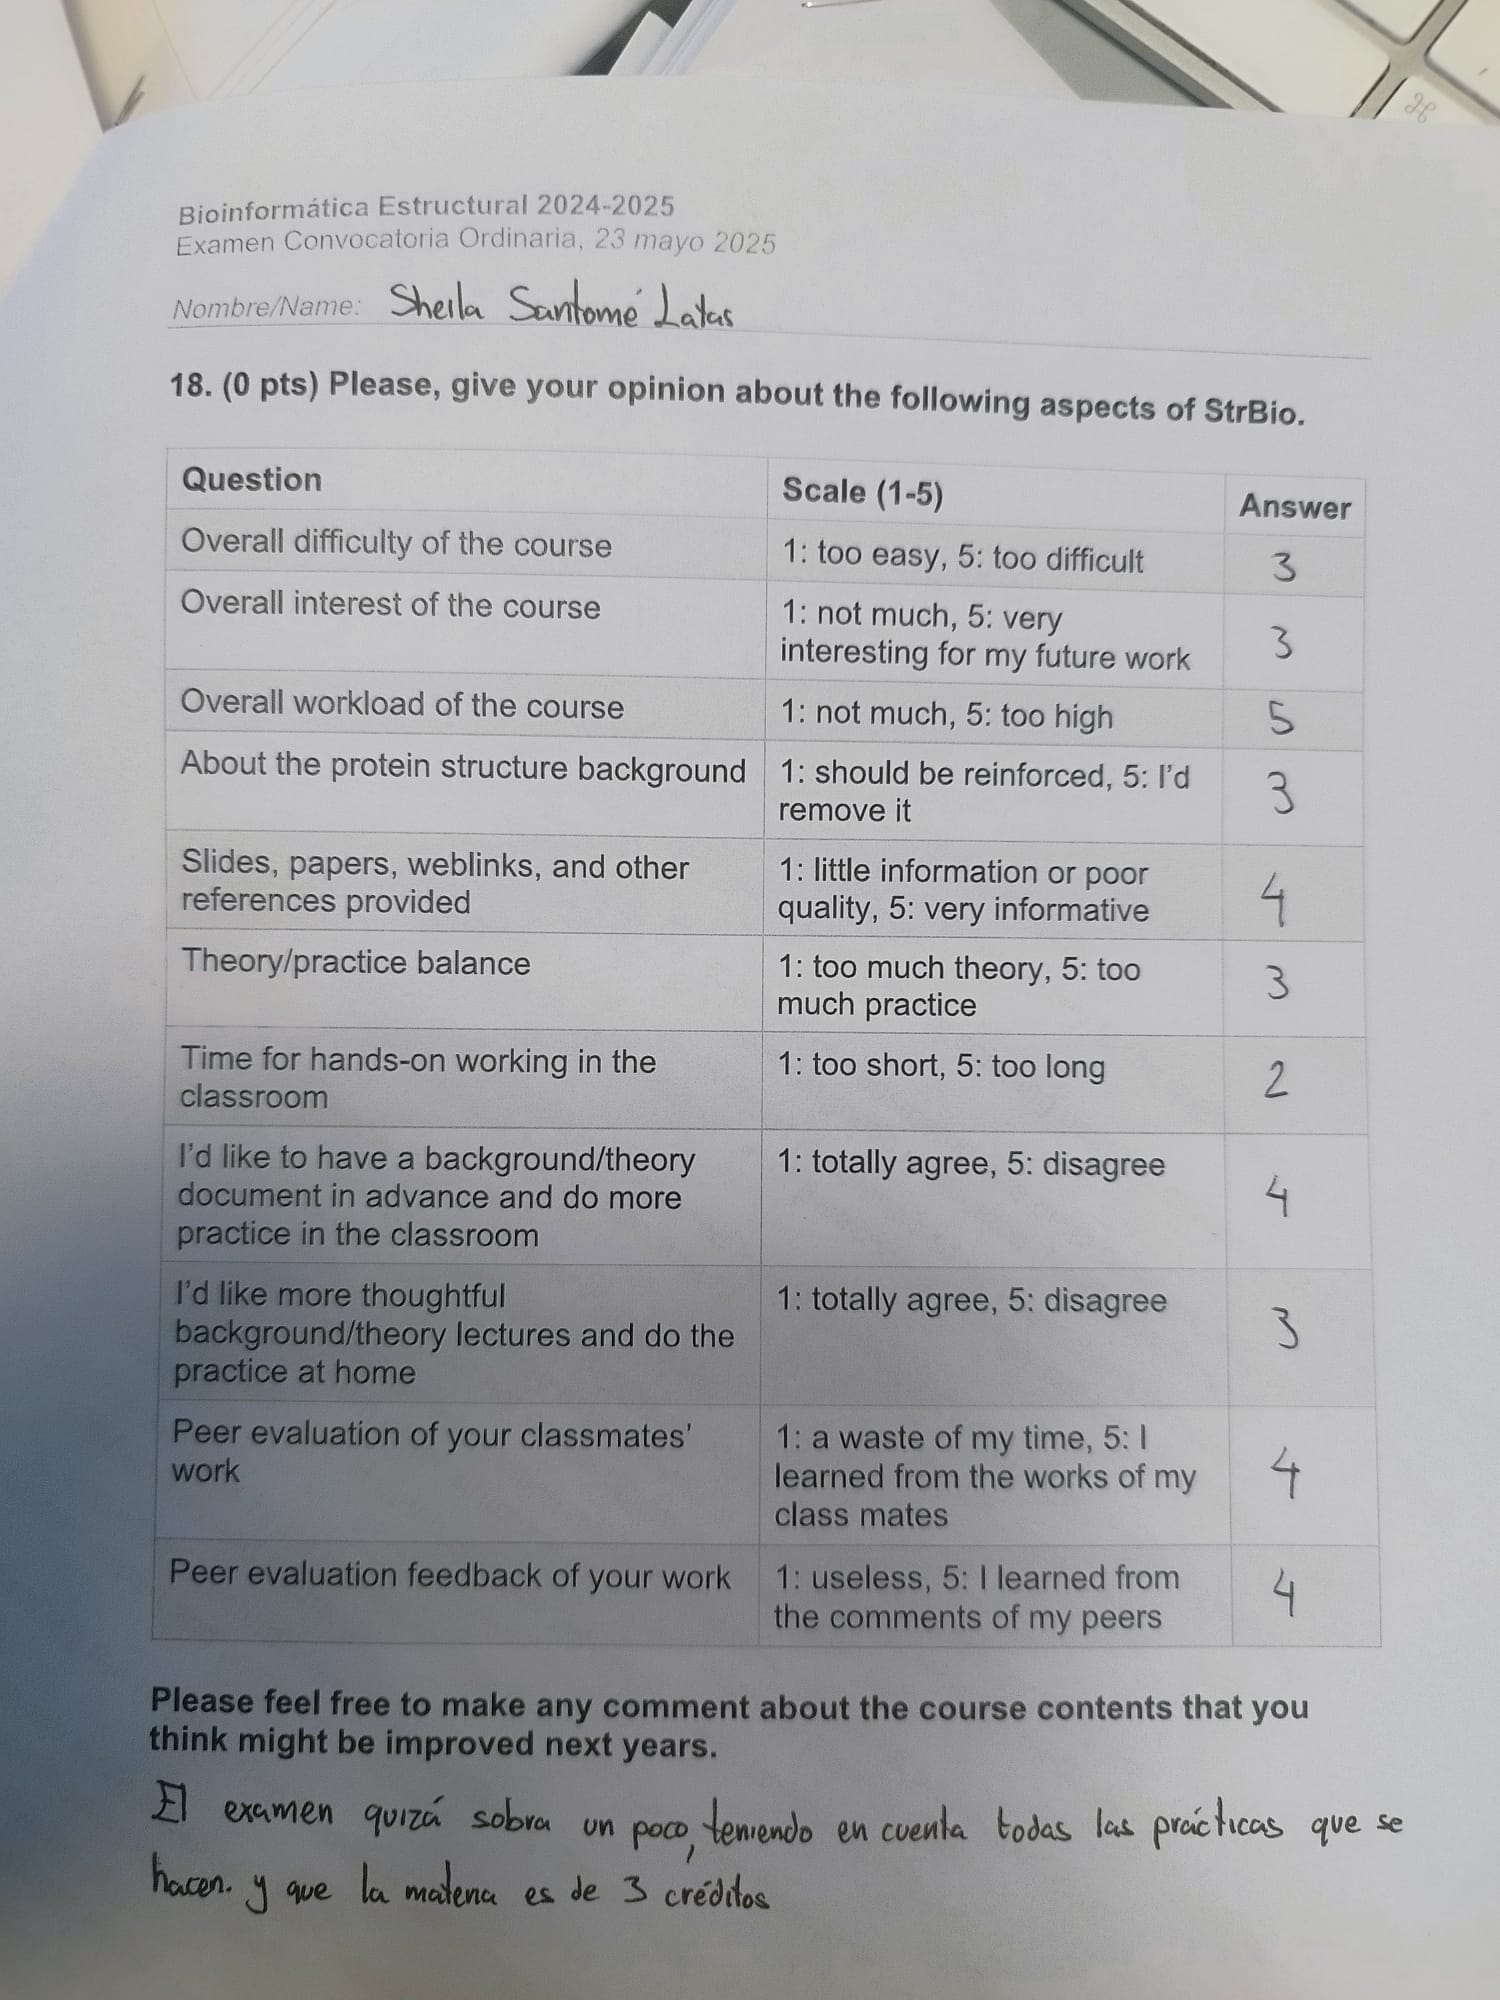 Bioinformática Estructural 2024-2025
Examen Convocatoria Ordinaria, 23 mayo 2025
Nombre/Name: Sheila Santomé Latas
18. (0 pts) Please, give your opinion about the following aspects of StrBio.
Question Scale (1-5) Answer
Overall difficulty of the course 1: too easy, 5: too difficult 3
Overall interest of the course 1: not much, 5: very
interesting for my future work 3
Overall workload of the course 1: not much, 5: too high 5
About the protein structure background 1: should be reinforced, 5: I'd
remove it 3
Slides, papers, weblinks, and other 1: little information or poor
references provided quality, 5: very informative 4
Theory/practice balance 1: too much theory, 5: too
much practice 3
Time for hands-on working in the 1: too short, 5: too long 2
classroom
I'd like to have a background/theory 1: totally agree, 5: disagree
document in advance and do more 4
practice in the classroom
I'd like more thoughtful 1: totally agree, 5: disagree
background/theory lectures and do the 3
practice at home
Peer evaluation of your classmates' 1: a waste of my time, 5: I
work learned from the works of my 4
class mates
Peer evaluation feedback of your work 1: useless, 5: I learned from 4
the comments of my peers
Please feel free to make any comment about the course contents that you
think might be improved next years.
El examen quizá sobra un poco, teniendo en cuenta todas las prácticas que se
hacen. y que la materia es de 3 créditos